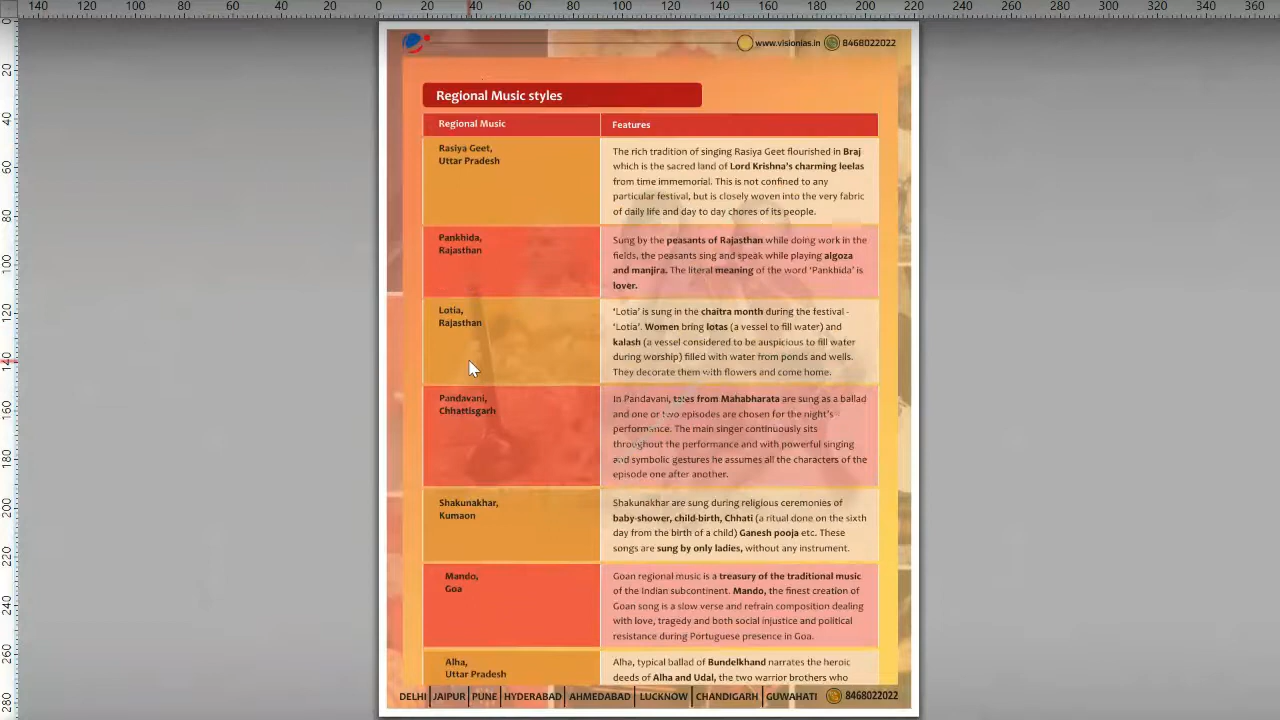 140 120 100 80 60 40 20 0 20 40 60 80 100 120 140 160 180 200 220 240 260 280 300 320 340 360
20
40
60
80
100
120
140
160
180
200
220
240
260
280
www.visionias.in 8468022022
Regional Music styles
Regional Music Features
Rasiya Geet,
Uttar Pradesh
The rich tradition of singing Rasiya Geet flourished in Braj
which is the sacred land of Lord Krishna's charming leelas
from time immemorial. This is not confined to any
particular festival, but is closely woven into the very fabric
of daily life and day to day chores of its people.
Pankhida,
Rajasthan
Sung by the peasants of Rajasthan while doing work in the
fields, the peasants sing and speak while playing algoza
and manjira. The literal meaning of the word 'Pankhida' is
lover.
Lotia,
Rajasthan
'Lotia' is sung in the chaitra month during the festival -
'Lotia'. Women bring lotas (a vessel to fill water) and
kalash (a vessel considered to be auspicious to fill water
during worship) filled with water from ponds and wells.
They decorate them with flowers and come home.
Pandavani,
Chhattisgarh
In Pandavani, tales from Mahabharata are sung as a ballad
and one or two episodes are chosen for the night's
performance. The main singer continuously sits
throughout the performance and with powerful singing
and symbolic gestures he assumes all the characters of the
episode one after another.
Shakunakhar,
Kumaon
Shakunakhar are sung during religious ceremonies of
baby-shower, child-birth, Chhati (a ritual done on the sixth
day from the birth of a child) Ganesh pooja etc. These
songs are sung by only ladies, without any instrument.
Mando,
Goa
Goan regional music is a treasury of the traditional music
of the Indian subcontinent. Mando, the finest creation of
Goan song is a slow verse and refrain composition dealing
with love, tragedy and both social injustice and political
resistance during Portuguese presence in Goa.
Alha,
Uttar Pradesh
Alha, typical ballad of Bundelkhand narrates the heroic
deeds of Alha and Udal, the two warrior brothers who
DELHI JAIPUR PUNE HYDERABAD AHMEDABAD LUCKNOW CHANDIGARH GUWAHATI 8468022022